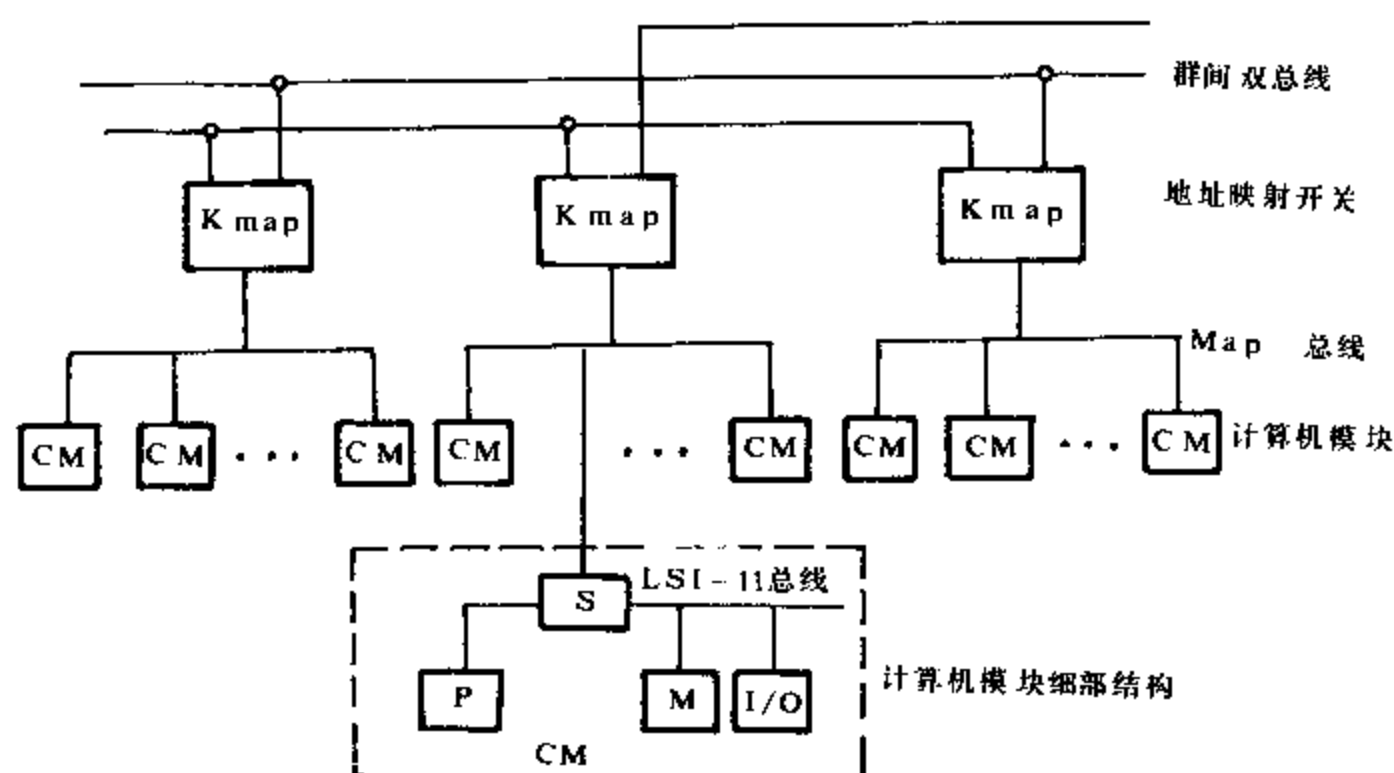 群间双总线
K map
K map
K map
地址映射开关
Map 总线
CM
CM
...
CM
CM
...
CM
CM
CM
...
CM
计算机模块
S
LSI-11总线
P
M
I/O
计算机模块细部结构
CM